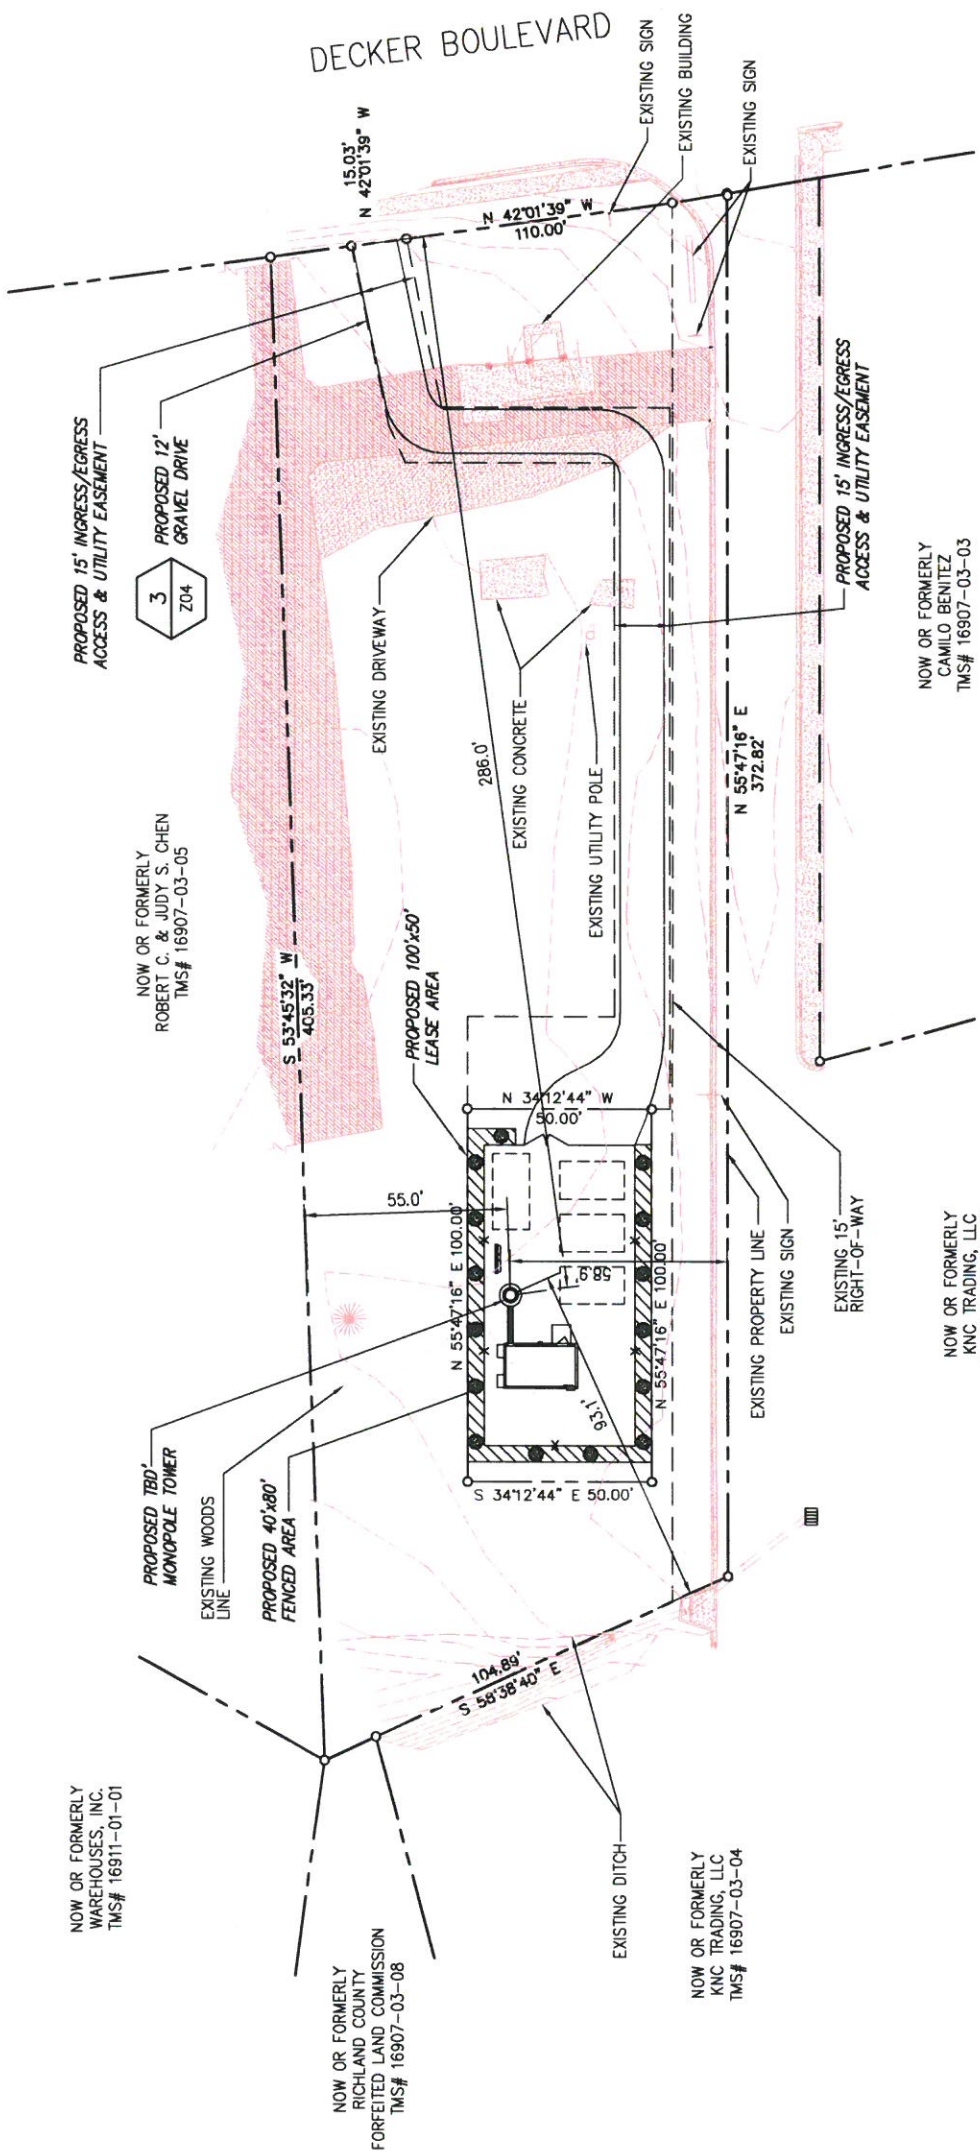 DECKER BOULEVARD
15.03'
N 42°01'39" W
N 42°01'39" W
110.00'
EXISTING SIGN
EXISTING BUILDING
EXISTING SIGN
PROPOSED 15' INGRESS/EGRESS
ACCESS & UTILITY EASEMENT
3
Z04
PROPOSED 12'
GRAVEL DRIVE
EXISTING DRIVEWAY
286.0'
EXISTING CONCRETE
EXISTING UTILITY POLE
PROPOSED 15' INGRESS/EGRESS
ACCESS & UTILITY EASEMENT
NOW OR FORMERLY
CAMILO BENITEZ
TMS# 16907-03-03
N 55°47'16" E
372.82'
NOW OR FORMERLY
ROBERT C. & JUDY S. CHEN
TMS# 16907-03-05
S 53°45'32" W
405.33'
PROPOSED 100'x50'
LEASE AREA
N 34°12'44" W
50.00'
55.0'
N 55°47'16" E 100.00'
58.9'
N 55°47'16" E 100.00'
93.1'
S 34°12'44" E 50.00'
EXISTING PROPERTY LINE
EXISTING SIGN
EXISTING 15'
RIGHT-OF-WAY
NOW OR FORMERLY
KNC TRADING, LLC
PROPOSED TBD'
MONOPOLE TOWER
EXISTING WOODS
LINE
PROPOSED 40'x80'
FENCED AREA
104.89'
S 58°38'40" E
NOW OR FORMERLY
WAREHOUSES, INC.
TMS# 16911-01-01
NOW OR FORMERLY
RICHLAND COUNTY
FORFEITED LAND COMMISSION
TMS# 16907-03-08
EXISTING DITCH
NOW OR FORMERLY
KNC TRADING, LLC
TMS# 16907-03-04